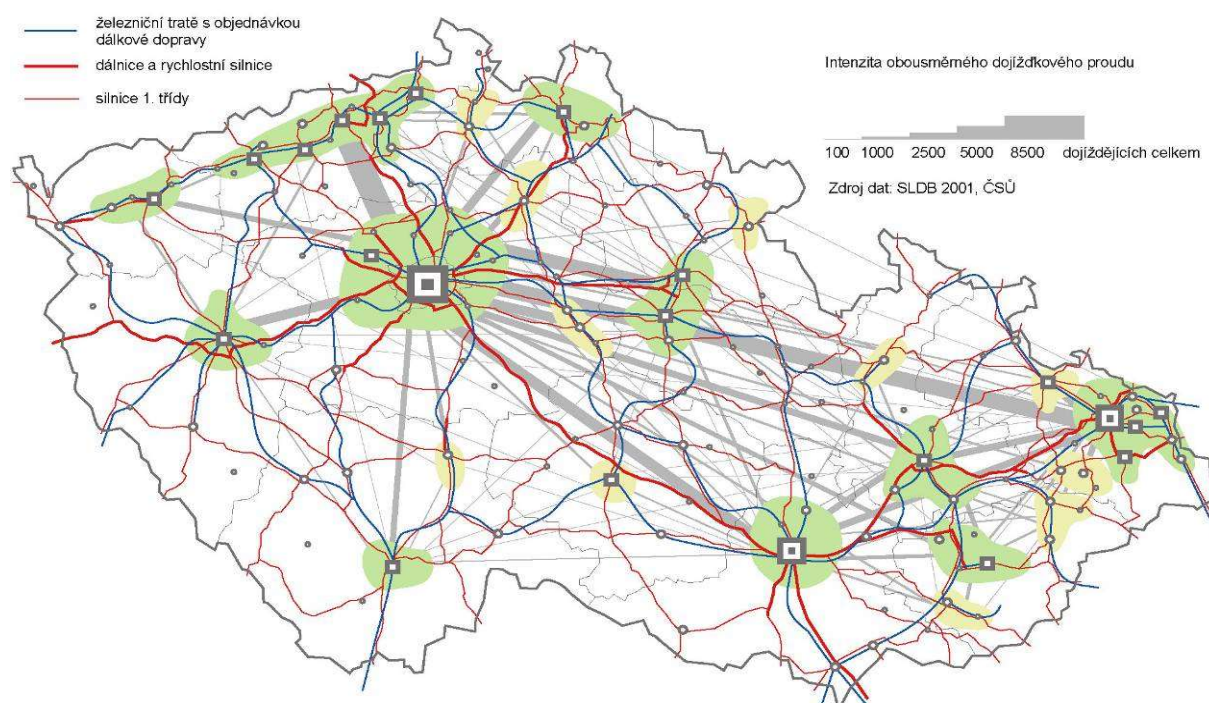 železniční tratě s objednávkou
dálkové dopravy
dálnice a rychlostní silnice
silnice 1. třídy
Intenzita obousměrného dojížďkového proudu
100 1000 2500 5000 8500 dojíždějících celkem
Zdroj dat: SLDB 2001, ČSÚ